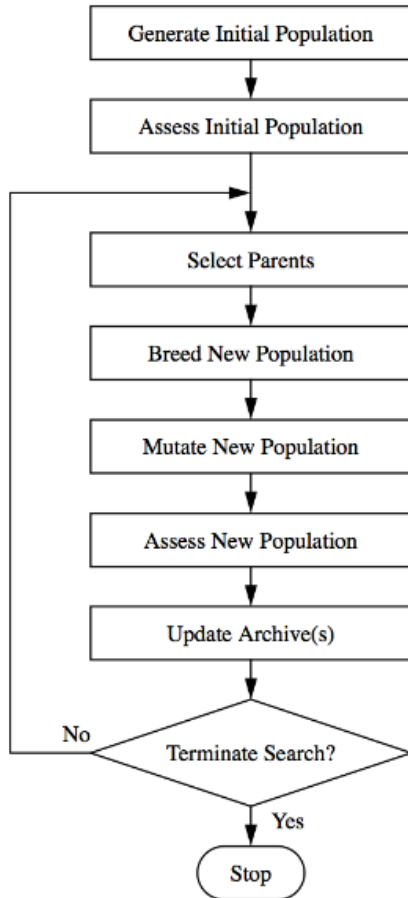 Generate Initial Population
Assess Initial Population
Select Parents
Breed New Population
Mutate New Population
Assess New Population
Update Archive(s)
No
Terminate Search?
Yes
Stop